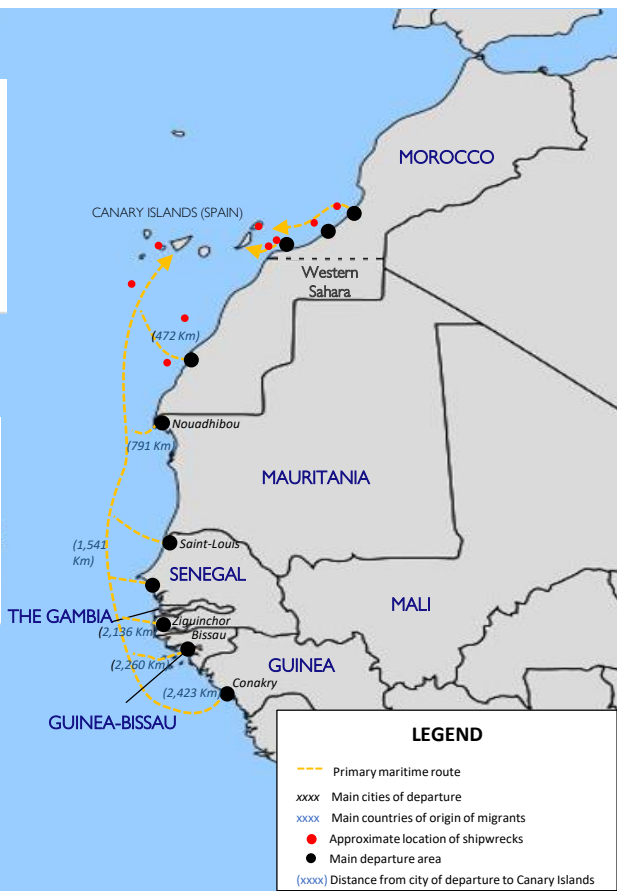 MOROCCO
CANARY ISLANDS (SPAIN)
Western
Sahara
(472 Km)
Nouadhibou
(791 Km)
MAURITANIA
(1,541
Km)
Saint-Louis
SENEGAL
MALI
THE GAMBIA
Ziguinchor
(2,136 Km)
Bissau
(2,260 Km)
GUINEA
Conakry
(2,423 Km)
GUINEA-BISSAU
LEGEND
Primary maritime route
xxxx Main cities of departure
xxxx Main countries of origin of migrants
Approximate location of shipwrecks
Main departure area
(xxxx) Distance from city of departure to Canary Islands